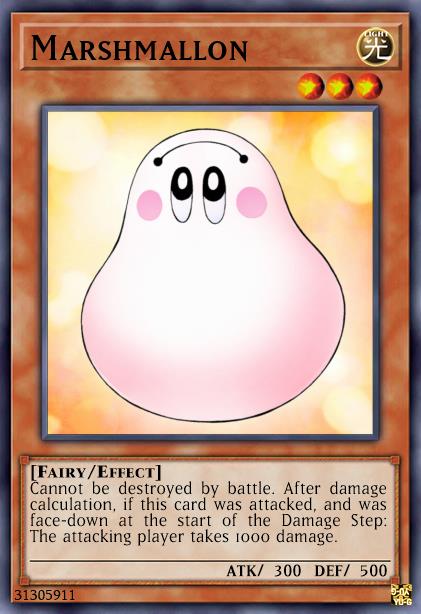 MARSHMALLON
LIGHT
光
[FAIRY/EFFECT]
Cannot be destroyed by battle. After damage
calculation, if this card was attacked, and was
face-down at the start of the Damage Step:
The attacking player takes 1000 damage.
ATK/ 300 DEF/ 500
31305911